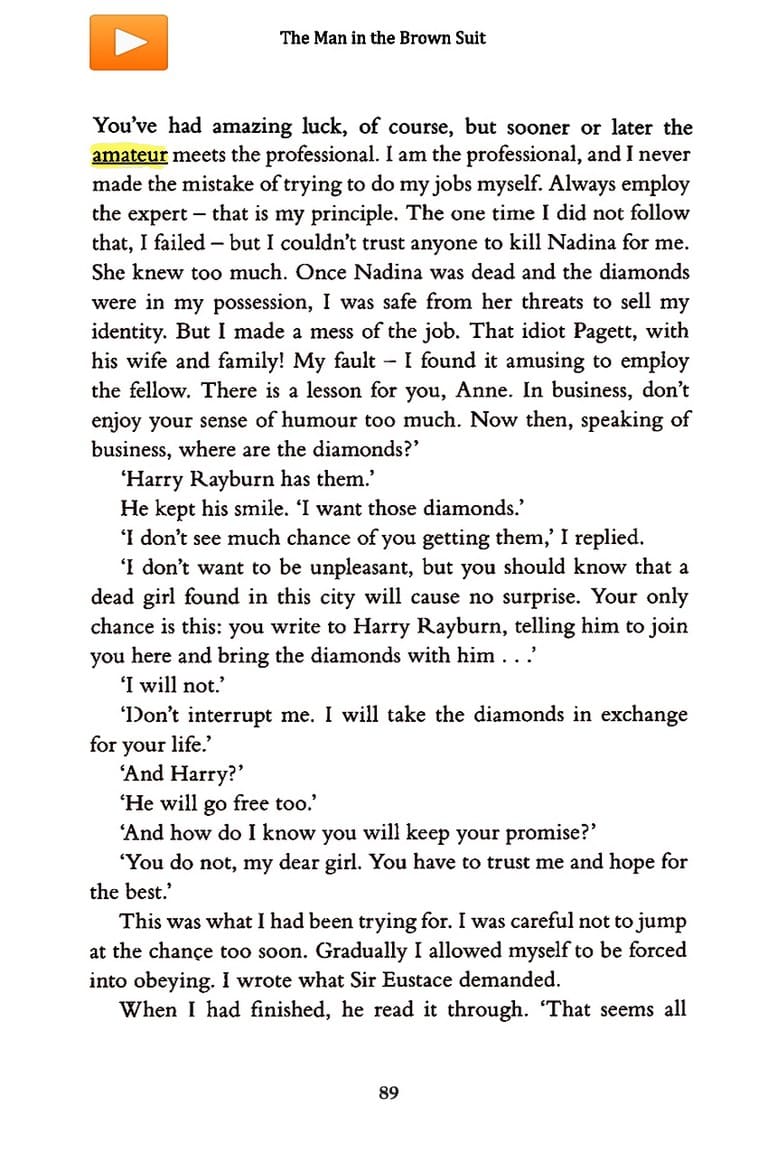 The Man in the Brown Suit
You’ve had amazing luck, of course, but sooner or later the
amateur meets the professional. I am the professional, and I never
made the mistake of trying to do my jobs myself. Always employ
the expert – that is my principle. The one time I did not follow
that, I failed – but I couldn’t trust anyone to kill Nadina for me.
She knew too much. Once Nadina was dead and the diamonds
were in my possession, I was safe from her threats to sell my
identity. But I made a mess of the job. That idiot Pagett, with
his wife and family! My fault – I found it amusing to employ
the fellow. There is a lesson for you, Anne. In business, don’t
enjoy your sense of humour too much. Now then, speaking of
business, where are the diamonds?’
‘Harry Rayburn has them.’
He kept his smile. ‘I want those diamonds.’
‘I don’t see much chance of you getting them,’ I replied.
‘I don’t want to be unpleasant, but you should know that a
dead girl found in this city will cause no surprise. Your only
chance is this: you write to Harry Rayburn, telling him to join
you here and bring the diamonds with him . . .’
‘I will not.’
‘Don’t interrupt me. I will take the diamonds in exchange
for your life.’
‘And Harry?’
‘He will go free too.’
‘And how do I know you will keep your promise?’
‘You do not, my dear girl. You have to trust me and hope for
the best.’
This was what I had been trying for. I was careful not to jump
at the chance too soon. Gradually I allowed myself to be forced
into obeying. I wrote what Sir Eustace demanded.
When I had finished, he read it through. ‘That seems all
89